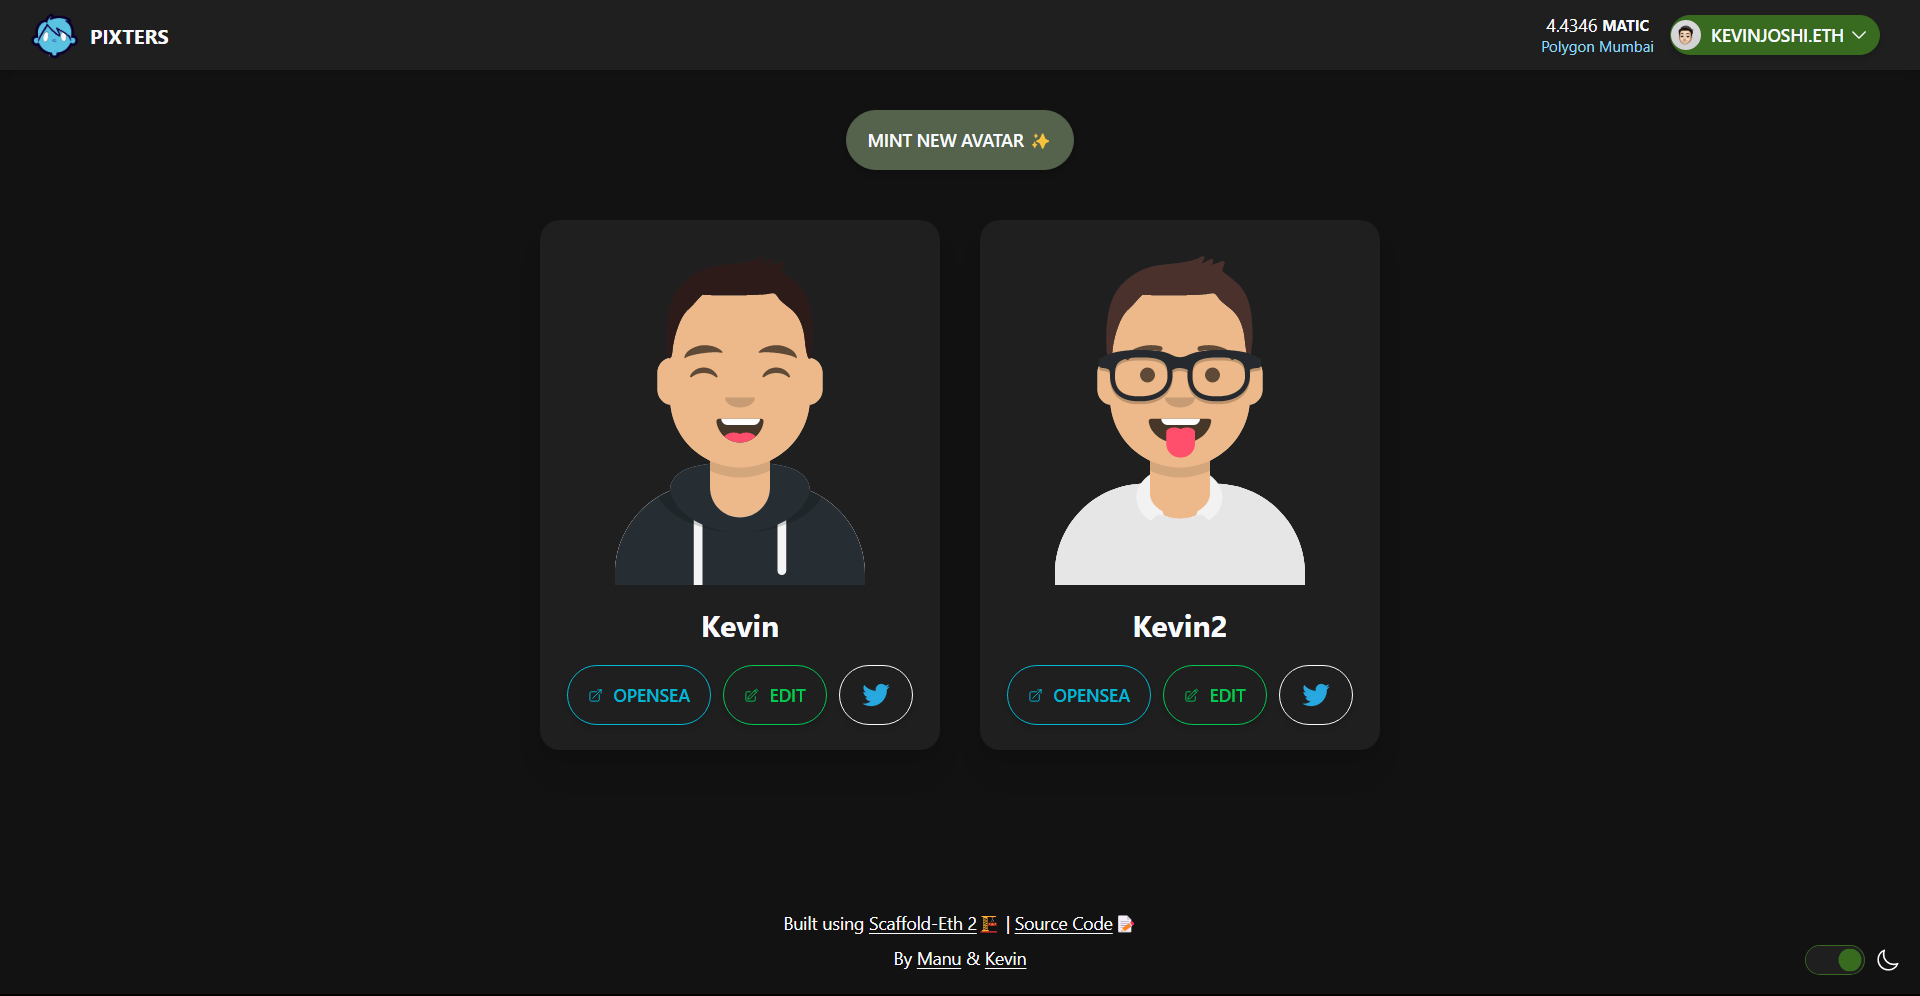 PIXTERS
4.4346 MATIC
Polygon Mumbai
KEVINJOSHI.ETH
MINT NEW AVATAR ✨
Kevin
OPENSEA
EDIT
Kevin2
OPENSEA
EDIT
Built using Scaffold-Eth 2 🏗️ | Source Code 📝
By Manu & Kevin